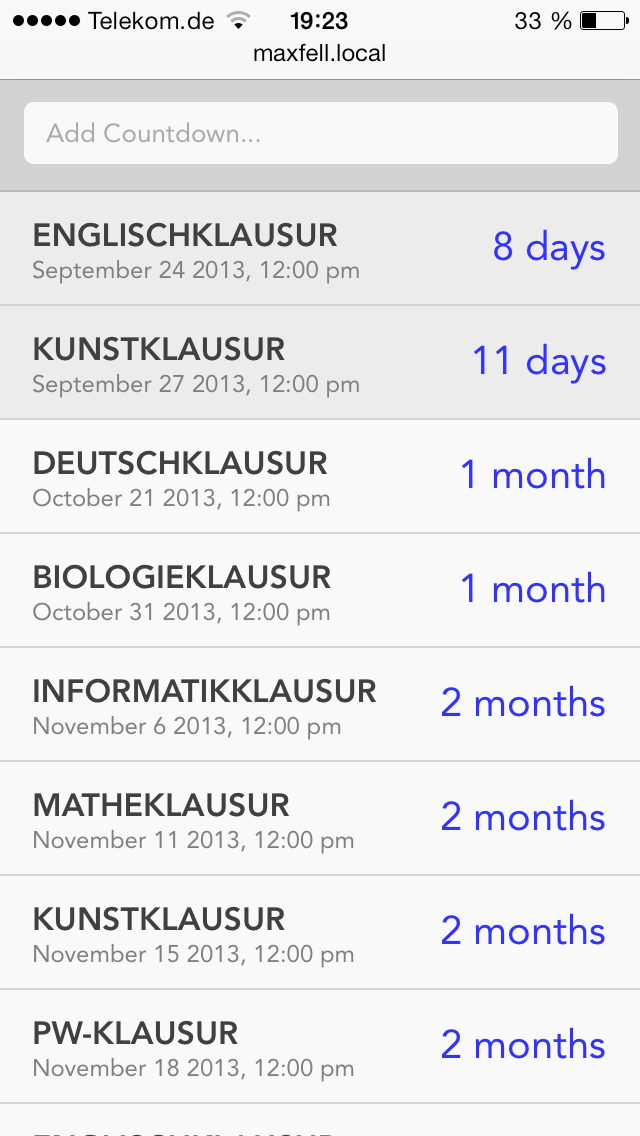 Telekom.de 19:23 33 %
maxfell.local
Add Countdown...
ENGLISCHKLAUSUR 8 days
September 24 2013, 12:00 pm
KUNSTKLAUSUR 11 days
September 27 2013, 12:00 pm
DEUTSCHKLAUSUR 1 month
October 21 2013, 12:00 pm
BIOLOGIEKLAUSUR 1 month
October 31 2013, 12:00 pm
INFORMATIKKLAUSUR 2 months
November 6 2013, 12:00 pm
MATHEKLAUSUR 2 months
November 11 2013, 12:00 pm
KUNSTKLAUSUR 2 months
November 15 2013, 12:00 pm
PW-KLAUSUR 2 months
November 18 2013, 12:00 pm